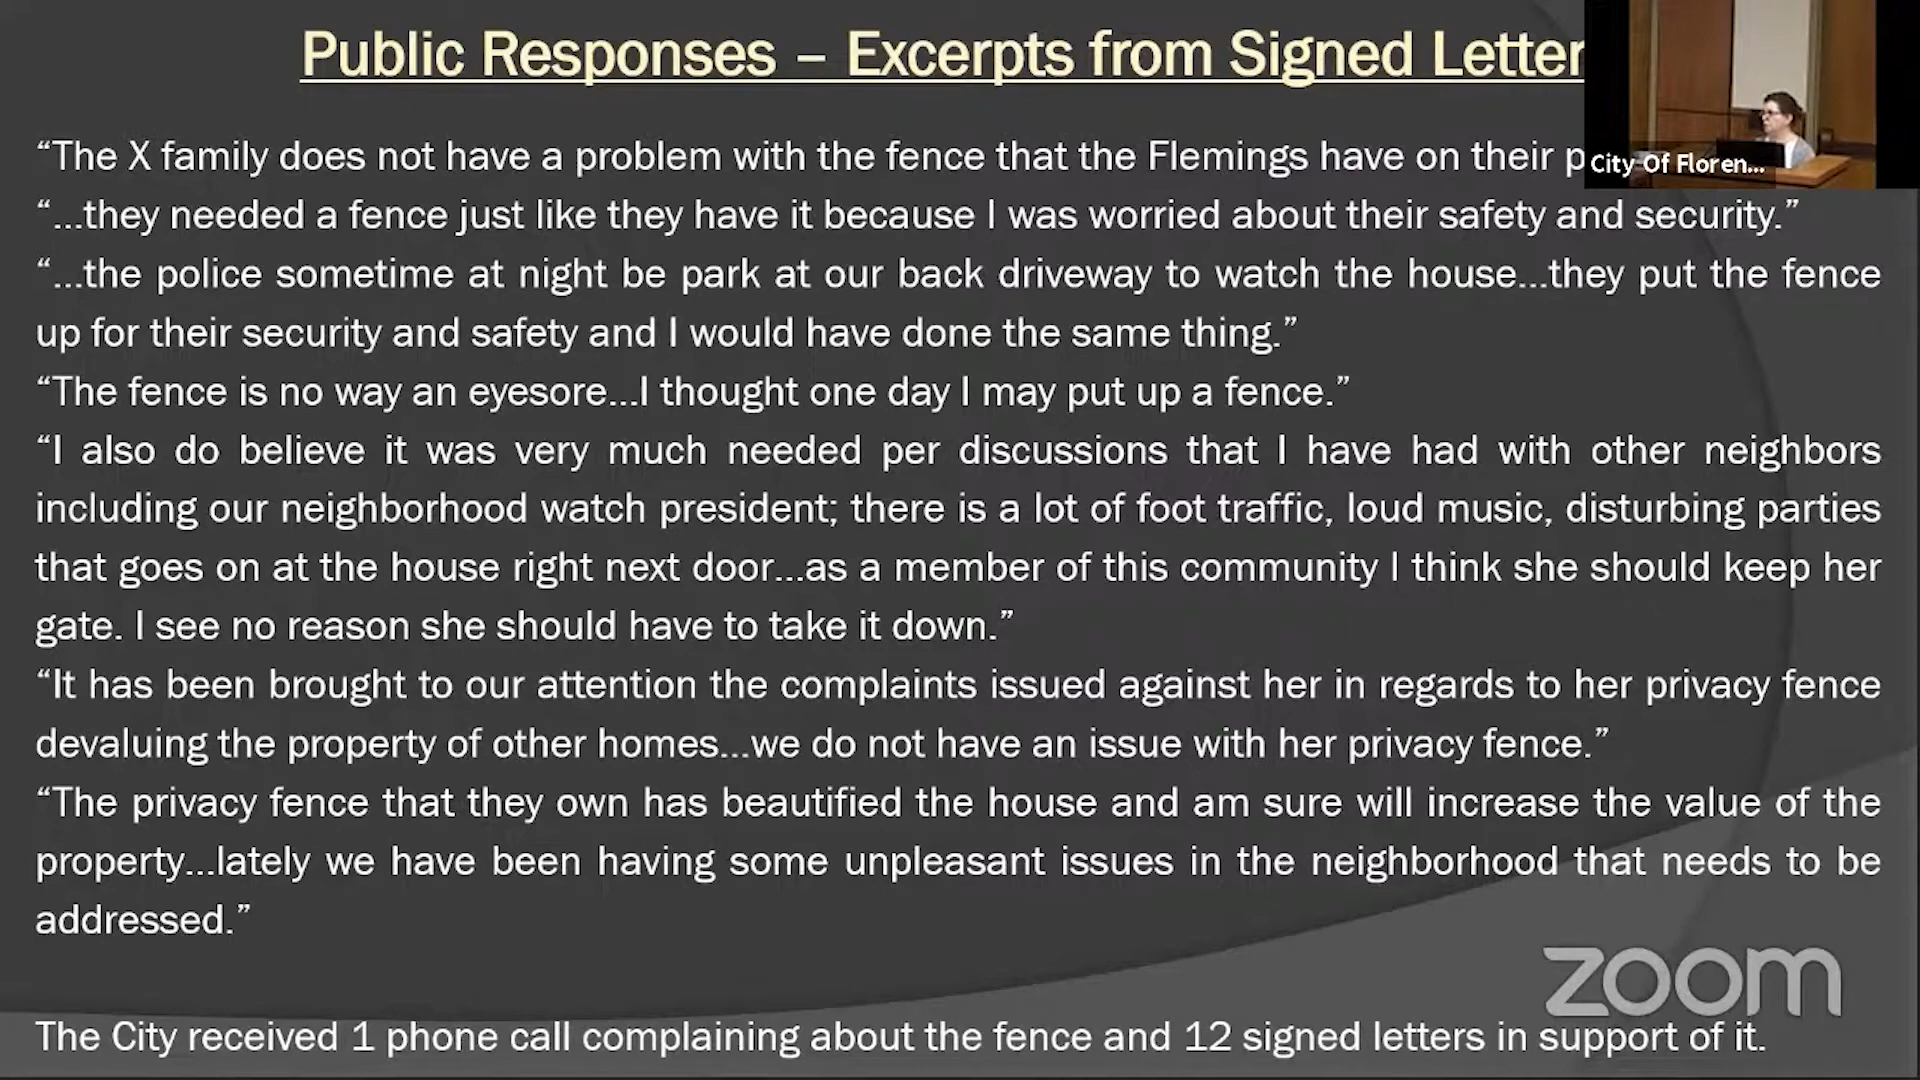 Public Responses – Excerpts from Signed Letter
“The X family does not have a problem with the fence that the Flemings have on their p
City Of Floren...
“...they needed a fence just like they have it because I was worried about their safety and security.”
“...the police sometime at night be park at our back driveway to watch the house...they put the fence
up for their security and safety and I would have done the same thing.”
“The fence is no way an eyesore...I thought one day I may put up a fence.”
“I also do believe it was very much needed per discussions that I have had with other neighbors
including our neighborhood watch president; there is a lot of foot traffic, loud music, disturbing parties
that goes on at the house right next door...as a member of this community I think she should keep her
gate. I see no reason she should have to take it down.”
“It has been brought to our attention the complaints issued against her in regards to her privacy fence
devaluing the property of other homes...we do not have an issue with her privacy fence.”
“The privacy fence that they own has beautified the house and am sure will increase the value of the
property...lately we have been having some unpleasant issues in the neighborhood that needs to be
addressed.”
zoom
The City received 1 phone call complaining about the fence and 12 signed letters in support of it.